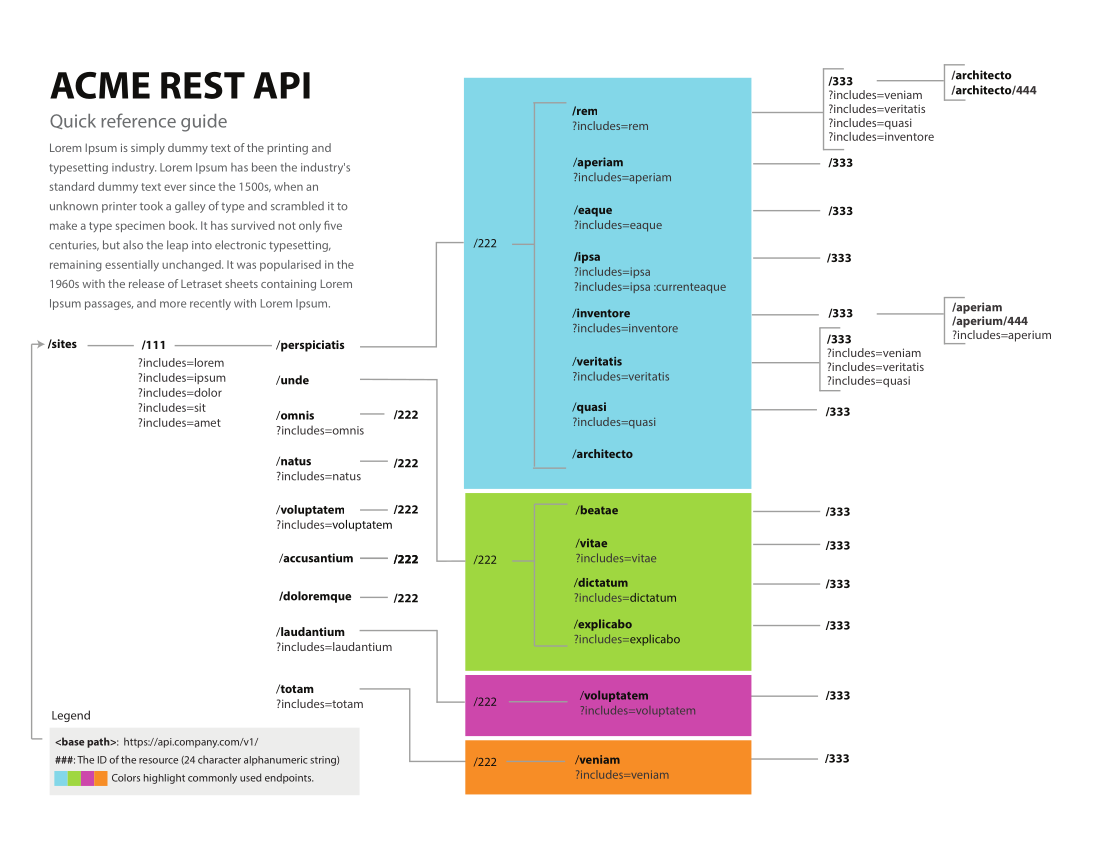 ACME REST API
Quick reference guide
Lorem Ipsum is simply dummy text of the printing and
typesetting industry. Lorem Ipsum has been the industry's
standard dummy text ever since the 1500s, when an
unknown printer took a galley of type and scrambled it to
make a type specimen book. It has survived not only five
centuries, but also the leap into electronic typesetting,
remaining essentially unchanged. It was popularised in the
1960s with the release of Letraset sheets containing Lorem
Ipsum passages, and more recently with Lorem Ipsum.
/sites
/111
?includes=lorem
?includes=ipsum
?includes=dolor
?includes=sit
?includes=amet
/perspiciatis
/unde
/omnis
/222
?includes=omnis
/natus
/222
?includes=natus
/voluptatem
/222
?includes=voluptatem
/accusantium
/222
/doloremque
/222
/laudantium
?includes=laudantium
/totam
?includes=totam
/222
/rem
?includes=rem
/aperiam
?includes=aperiam
/eaque
?includes=eaque
/ipsa
?includes=ipsa
?includes=ipsa :currenteaque
/inventore
?includes=inventore
/veritatis
?includes=veritatis
/quasi
?includes=quasi
/architecto
/333
?includes=veniam
?includes=veritatis
?includes=quasi
?includes=inventore
/architecto
/architecto/444
/333
/333
/333
/333
/aperiam
/aperium/444
?includes=aperium
/333
?includes=veniam
?includes=veritatis
?includes=quasi
/333
/222
/beatae
/333
/vitae
/333
?includes=vitae
/dictatum
/333
?includes=dictatum
/explicabo
/333
?includes=explicabo
/222
/voluptatem
/333
?includes=voluptatem
/222
/veniam
/333
?includes=veniam
Legend
<base path>: https://api.company.com/v1/
###: The ID of the resource (24 character alphanumeric string)
Colors highlight commonly used endpoints.